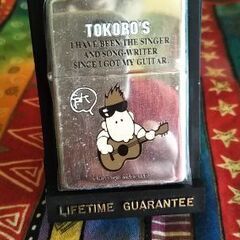 TOKORO'S
I HAVE BEEN THE SINGER
AND SONG-WRITER
SINCE I GOT MY GUITAR.
LIFETIME GUARANTEE